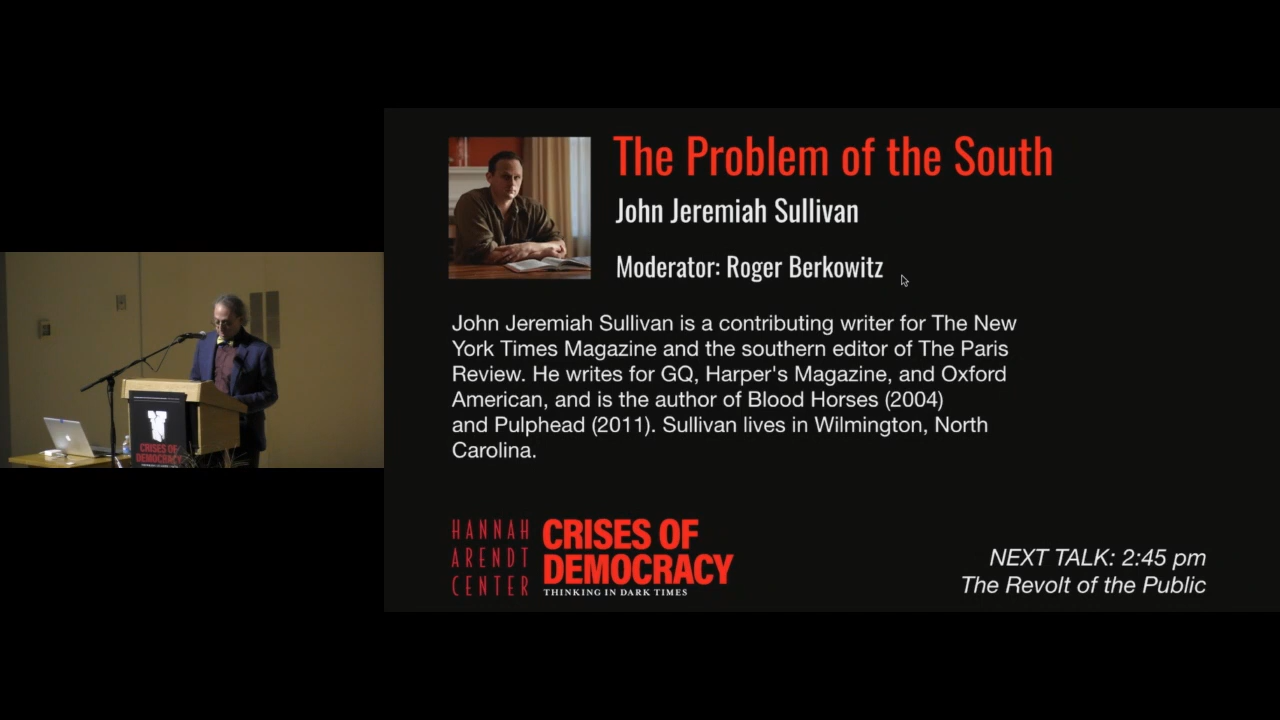 The Problem of the South
John Jeremiah Sullivan
Moderator: Roger Berkowitz
John Jeremiah Sullivan is a contributing writer for The New
York Times Magazine and the southern editor of The Paris
Review. He writes for GQ, Harper's Magazine, and Oxford
American, and is the author of Blood Horses (2004)
and Pulphead (2011). Sullivan lives in Wilmington, North
Carolina.
HANNAH
ARENDT
CENTER
CRISES OF
DEMOCRACY
THINKING IN DARK TIMES
NEXT TALK: 2:45 pm
The Revolt of the Public
CRISES OF
DEMOCRACY